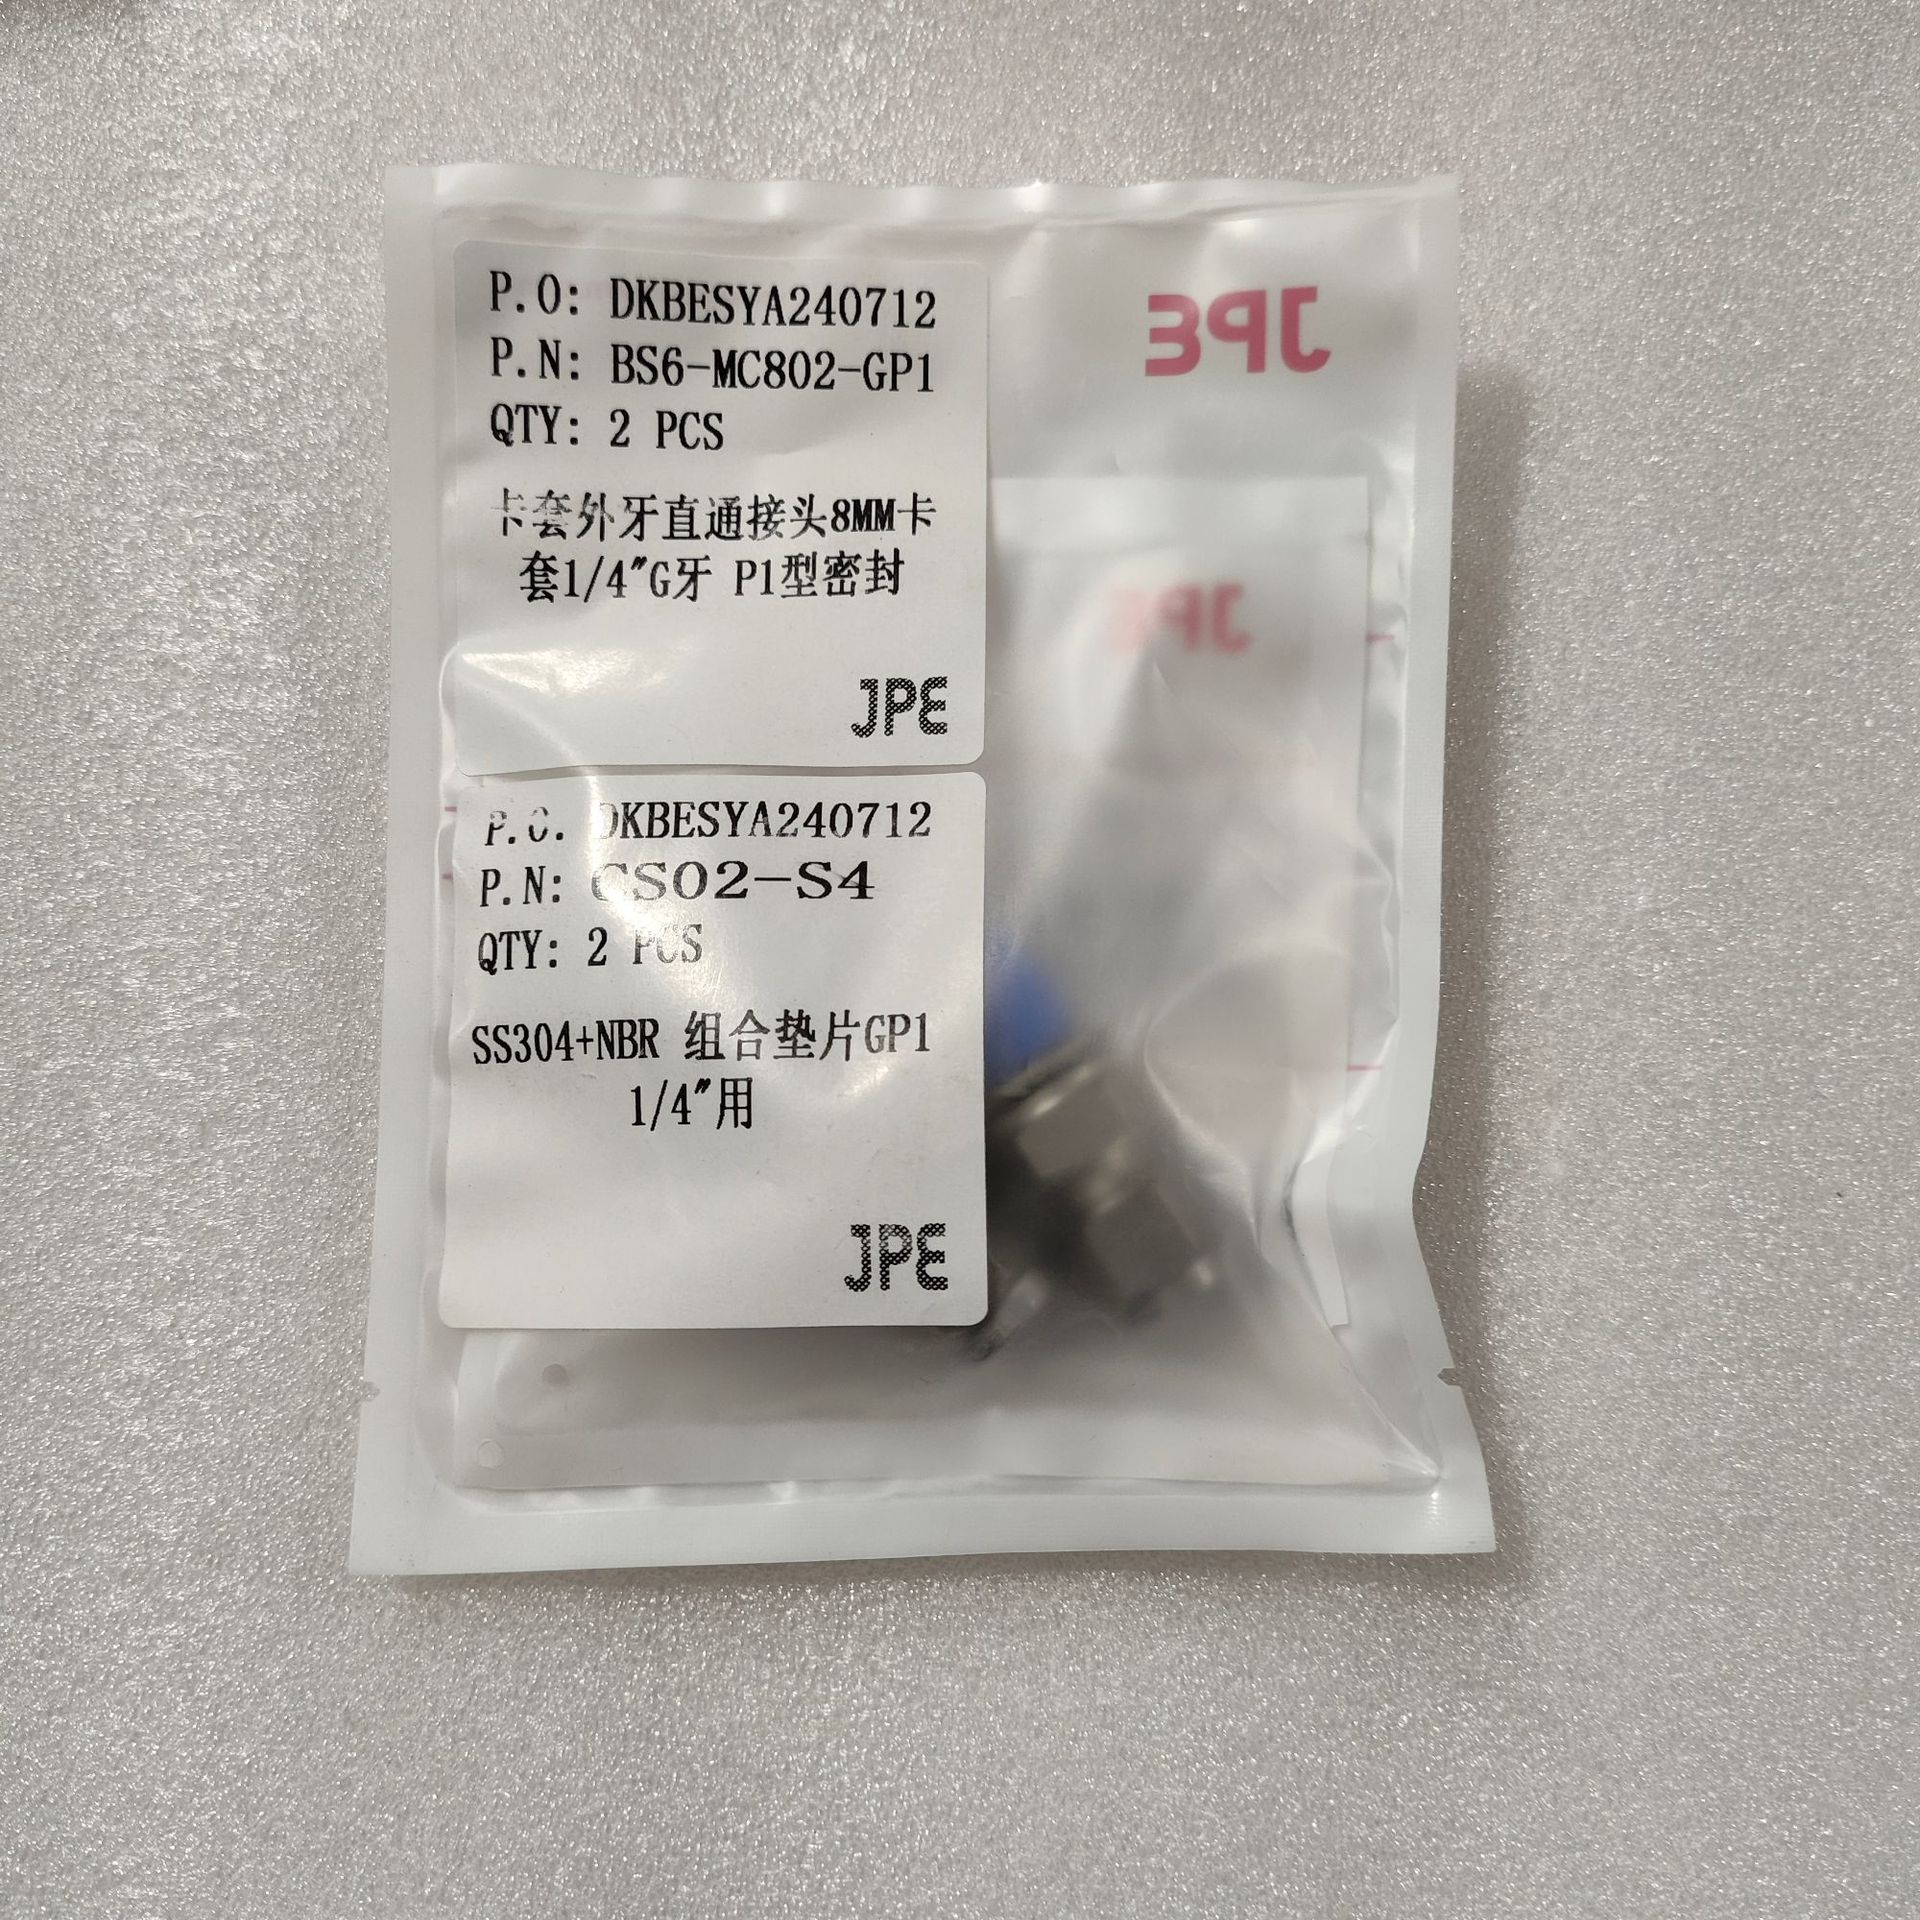 P.O: DKBESYA240712
P.N: BS6-MC802-GP1
QTY: 2 PCS
卡套外牙直通接头8MM卡
套1/4"G牙 P1型密封
JPE
P.O. DKBESYA240712
P.N: CS02-S4
QTY: 2 PCS
SS304+NBR 组合垫片GP1
1/4"用
JPE
JPE
JPE